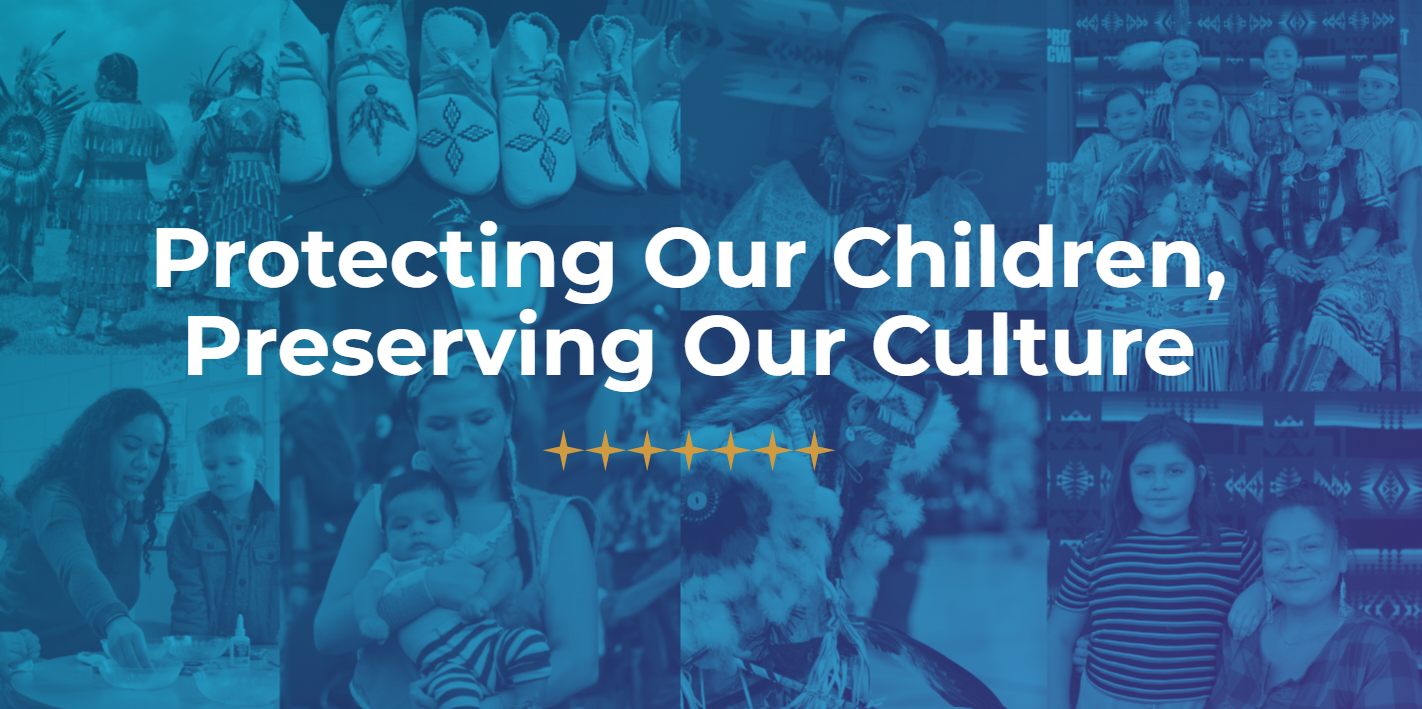 Protecting Our Children,
Preserving Our Culture